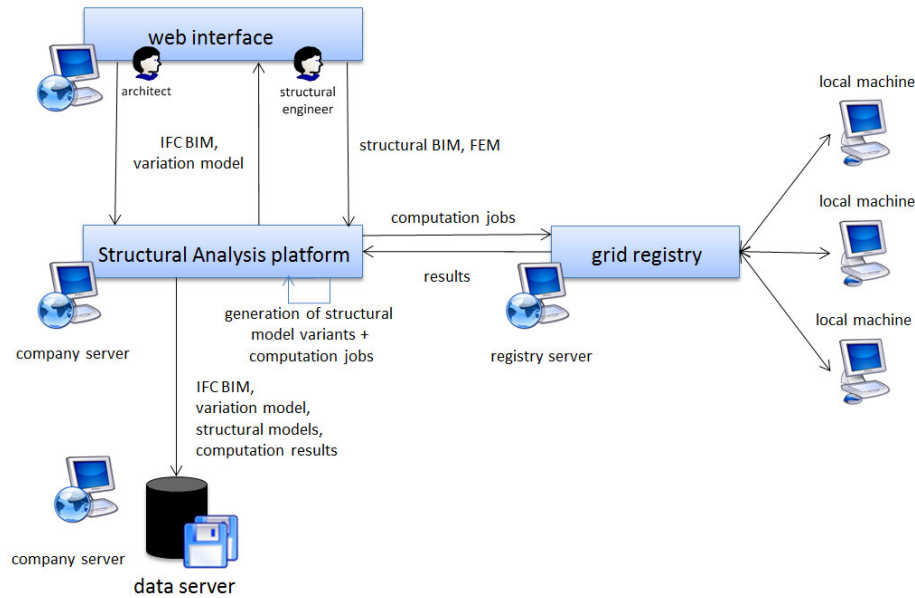 web interface
architect
structural
engineer
local machine
IFC BIM,
variation model
structural BIM, FEM
local machine
computation jobs
Structural Analysis platform
grid registry
results
generation of structural
model variants +
computation jobs
local machine
company server
registry server
IFC BIM,
variation model,
structural models,
computation results
company server
data server